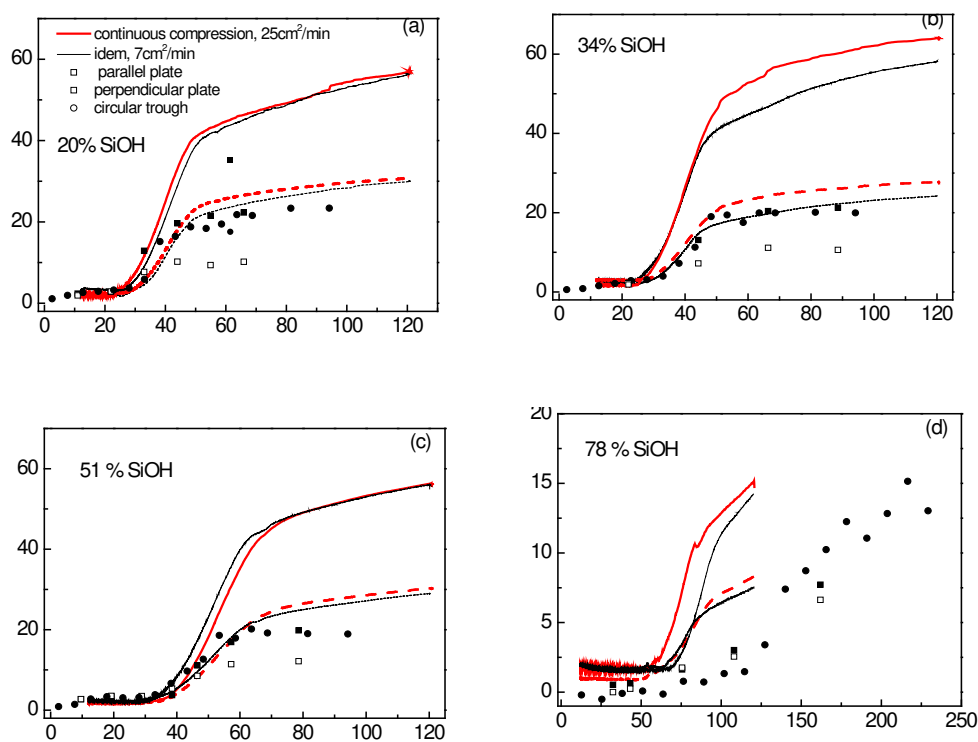 (a)
continuous compression, 25cm²/min
idem, 7cm²/min
parallel plate
perpendicular plate
circular trough
20% SiOH
60
40
20
0
0 20 40 60 80 100 120
(b)
34% SiOH
60
40
20
0
0 20 40 60 80 100 120
(c)
51 % SiOH
60
40
20
0
0 20 40 60 80 100 120
(d)
78 % SiOH
20
15
10
5
0
0 50 100 150 200 250